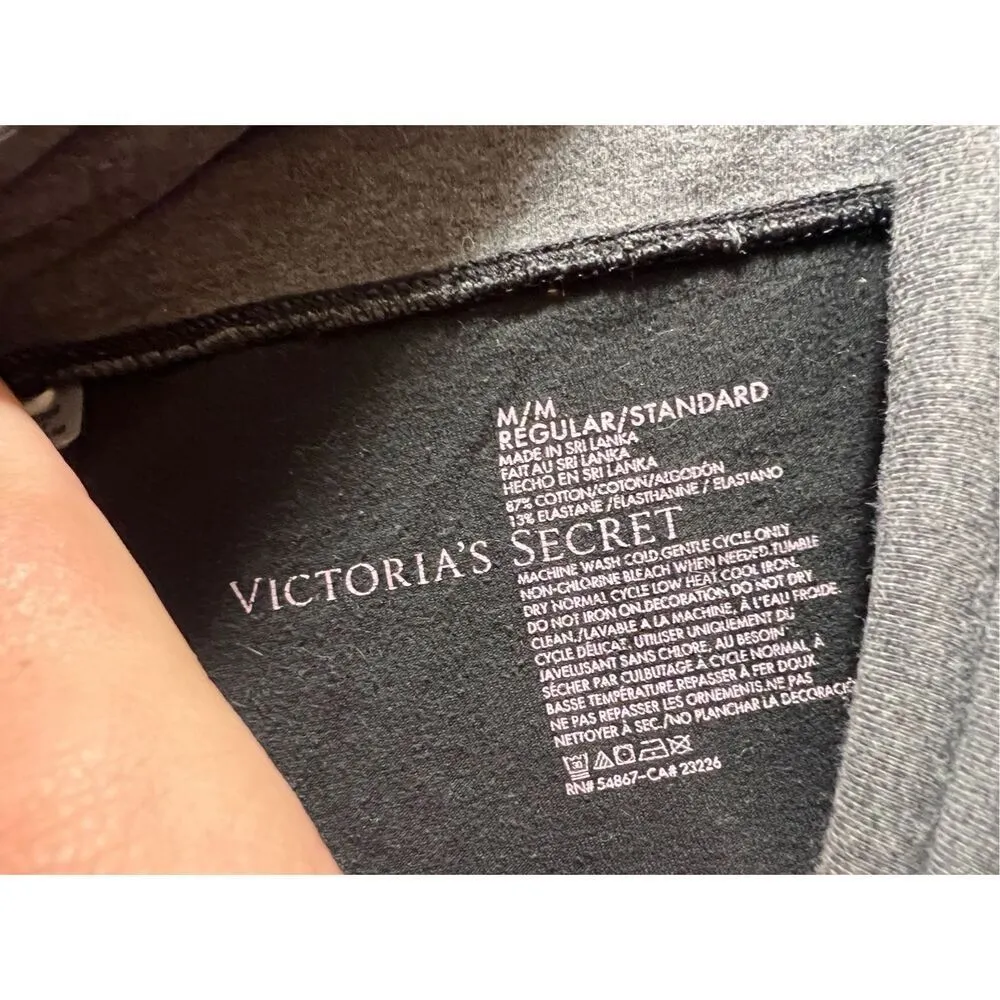 M/M
REGULAR/STANDARD
MADE IN SRI LANKA
FAIT AU SRI LANKA
HECHO EN SRI LANKA
87% COTTON/COTON/ALGODÓN
13% ELASTANE/ÉLASTHANNE / ELASTANO
VICTORIA'S SECRET
MACHINE WASH COLD.GENTLE CYCLE.ONLY
NON-CHLORINE BLEACH WHEN NEEDED.TUMBLE
DRY NORMAL CYCLE LOW HEAT.COOL IRON.
DO NOT IRON ON.DECORATION DO NOT DRY
CLEAN./LAVABLE A LA MACHINE, À L'EAU FROIDE.
CYCLE DÉLICAT, UTILISER UNIQUEMENT DU
JAVELLISANT SANS CHLORE, AU BESOIN
SÉCHER PAR CULBUTAGE À CYCLE NORMAL À
BASSE TEMPÉRATURE.REPASSER À FER DOUX.
NE PAS REPASSER LES ORNEMENTS.NE PAS
NETTOYER À SEC./NO PLANCHAR LA DECORACIÓ
30
RN# 54867-CA# 23226